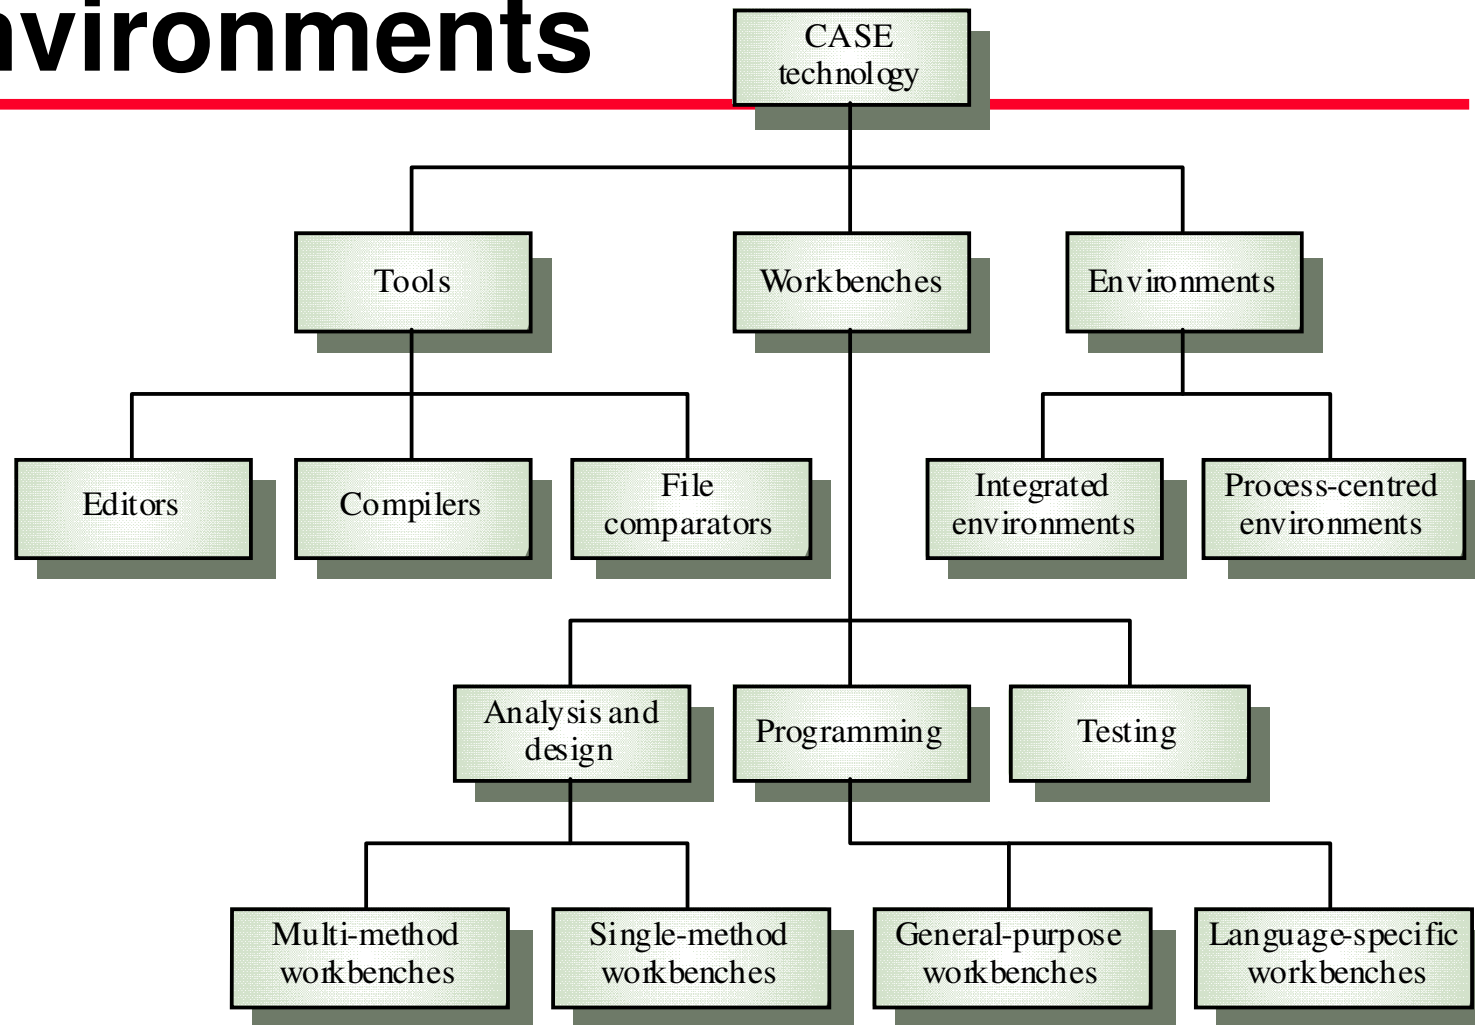 nvironments
CASE
technology
Tools
Workbenches
Environments
Editors
Compilers
File
comparators
Integrated
environments
Process-centred
environments
Analysis and
design
Programming
Testing
Multi-method
workbenches
Single-method
workbenches
General-purpose
workbenches
Language-specific
workbenches